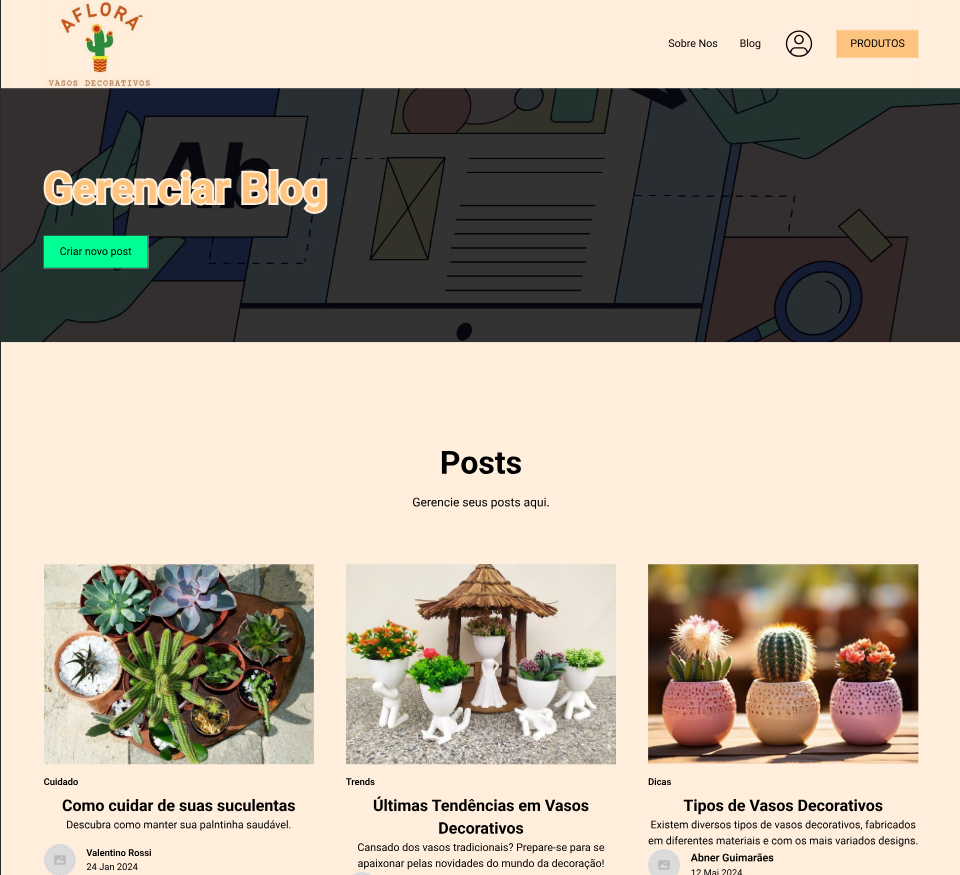 AFLORÁ
VASOS DECORATIVOS
Sobre Nos
Blog
PRODUTOS
Ab
Gerenciar Blog
Criar novo post
Posts
Gerencie seus posts aqui.
Cuidado
Como cuidar de suas suculentas
Descubra como manter sua palntinha saudável.
Valentino Rossi
24 Jan 2024
Trends
Últimas Tendências em Vasos
Decorativos
Cansado dos vasos tradicionais? Prepare-se para se
apaixonar pelas novidades do mundo da decoração!
Dicas
Tipos de Vasos Decorativos
Existem diversos tipos de vasos decorativos, fabricados
em diferentes materiais e com os mais variados designs.
Abner Guimarães
12 Mai 2024